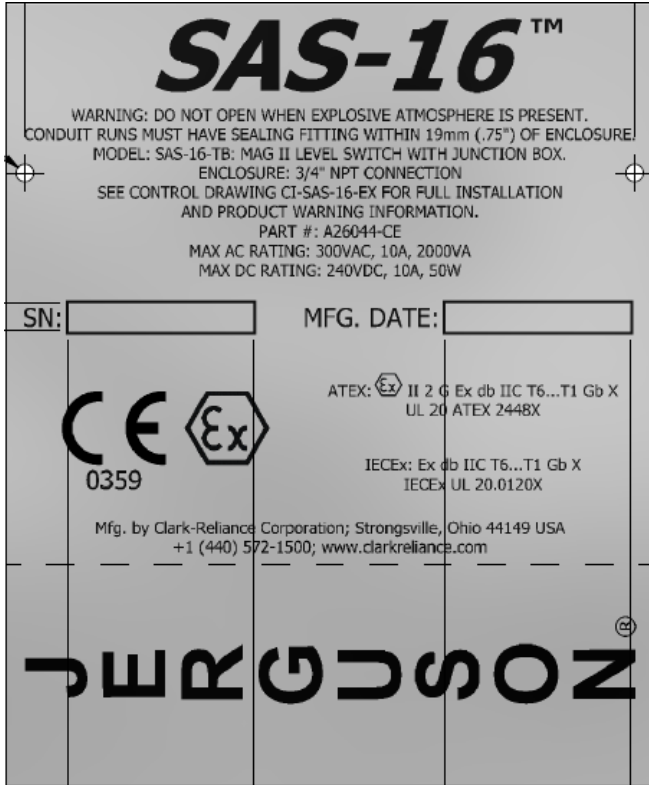 SAS-16™
WARNING: DO NOT OPEN WHEN EXPLOSIVE ATMOSPHERE IS PRESENT.
CONDUIT RUNS MUST HAVE SEALING FITTING WITHIN 19mm (.75") OF ENCLOSURE.
MODEL: SAS-16-TB: MAG II LEVEL SWITCH WITH JUNCTION BOX.
ENCLOSURE: 3/4" NPT CONNECTION
SEE CONTROL DRAWING CI-SAS-16-EX FOR FULL INSTALLATION
AND PRODUCT WARNING INFORMATION.
PART #: A26044-CE
MAX AC RATING: 300VAC, 10A, 2000VA
MAX DC RATING: 240VDC, 10A, 50W
SN: MFG. DATE:
CE Ex
0359
ATEX: Ex II 2 G Ex db IIC T6...T1 Gb X
UL 20 ATEX 2448X
IECEx: Ex db IIC T6...T1 Gb X
IECEx UL 20.0120X
Mfg. by Clark-Reliance Corporation; Strongsville, Ohio 44149 USA
+1 (440) 572-1500; www.clarkreliance.com
JERGUSON®